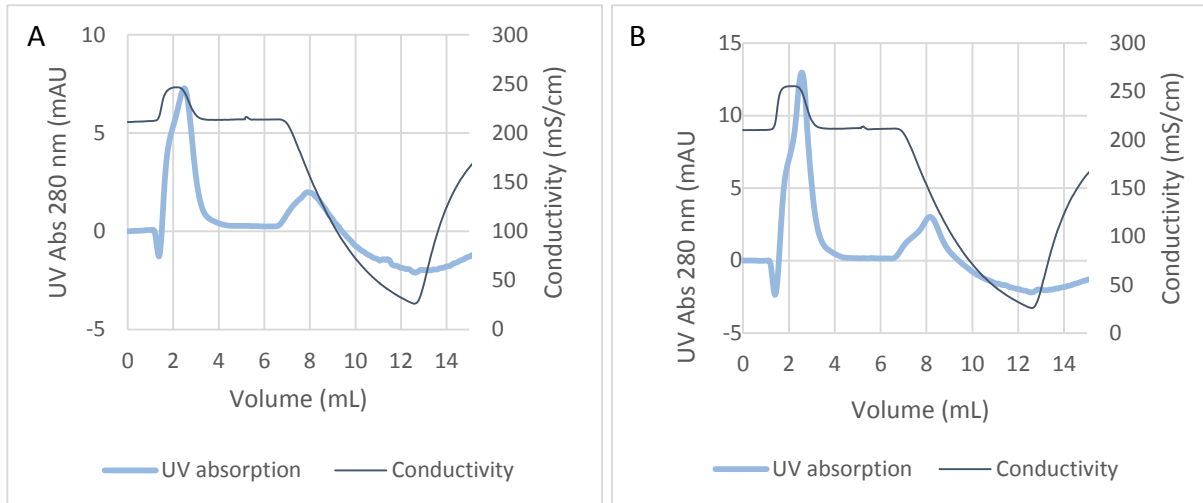 A
10
5
0
-5
UV Abs 280 nm (mAU)
300
250
200
150
100
50
0
Conductivity (mS/cm)
0 2 4 6 8 10 12 14
Volume (mL)
UV absorption Conductivity
B
15
10
5
0
-5
UV Abs 280 nm (mAU
300
250
200
150
100
50
0
Conductivity (mS/cm)
0 2 4 6 8 10 12 14
Volume (mL)
UV absorption Conductivity